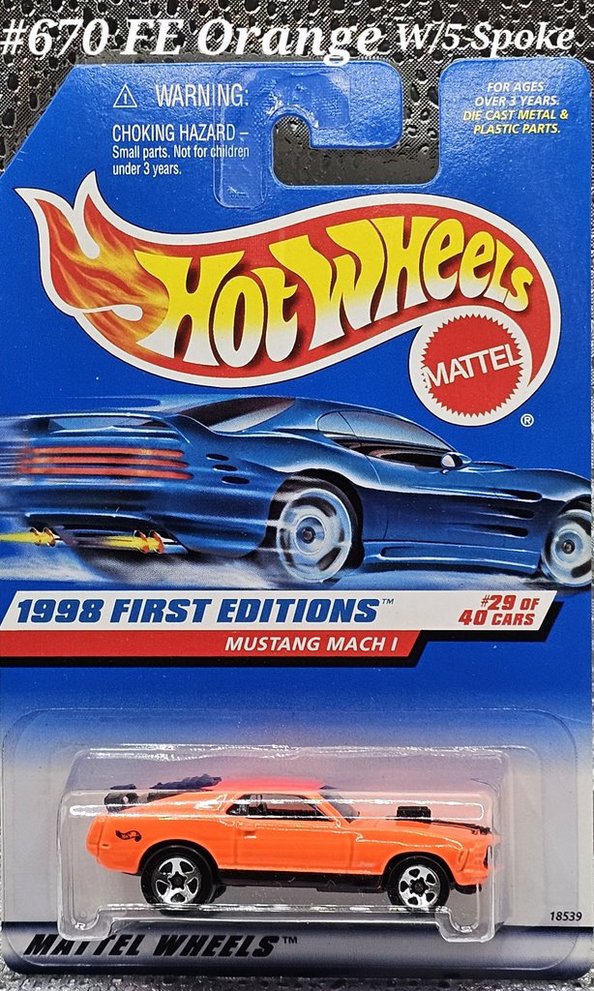 #670 FE Orange W/5 Spoke
⚠ WARNING:
CHOKING HAZARD –
Small parts. Not for children
under 3 years.
FOR AGES
OVER 3 YEARS.
DIE CAST METAL &
PLASTIC PARTS.
HOT WHEELS
MATTEL
®
1998 FIRST EDITIONS™
#29 OF
40 CARS
MUSTANG MACH I
18539
MATTEL WHEELS™